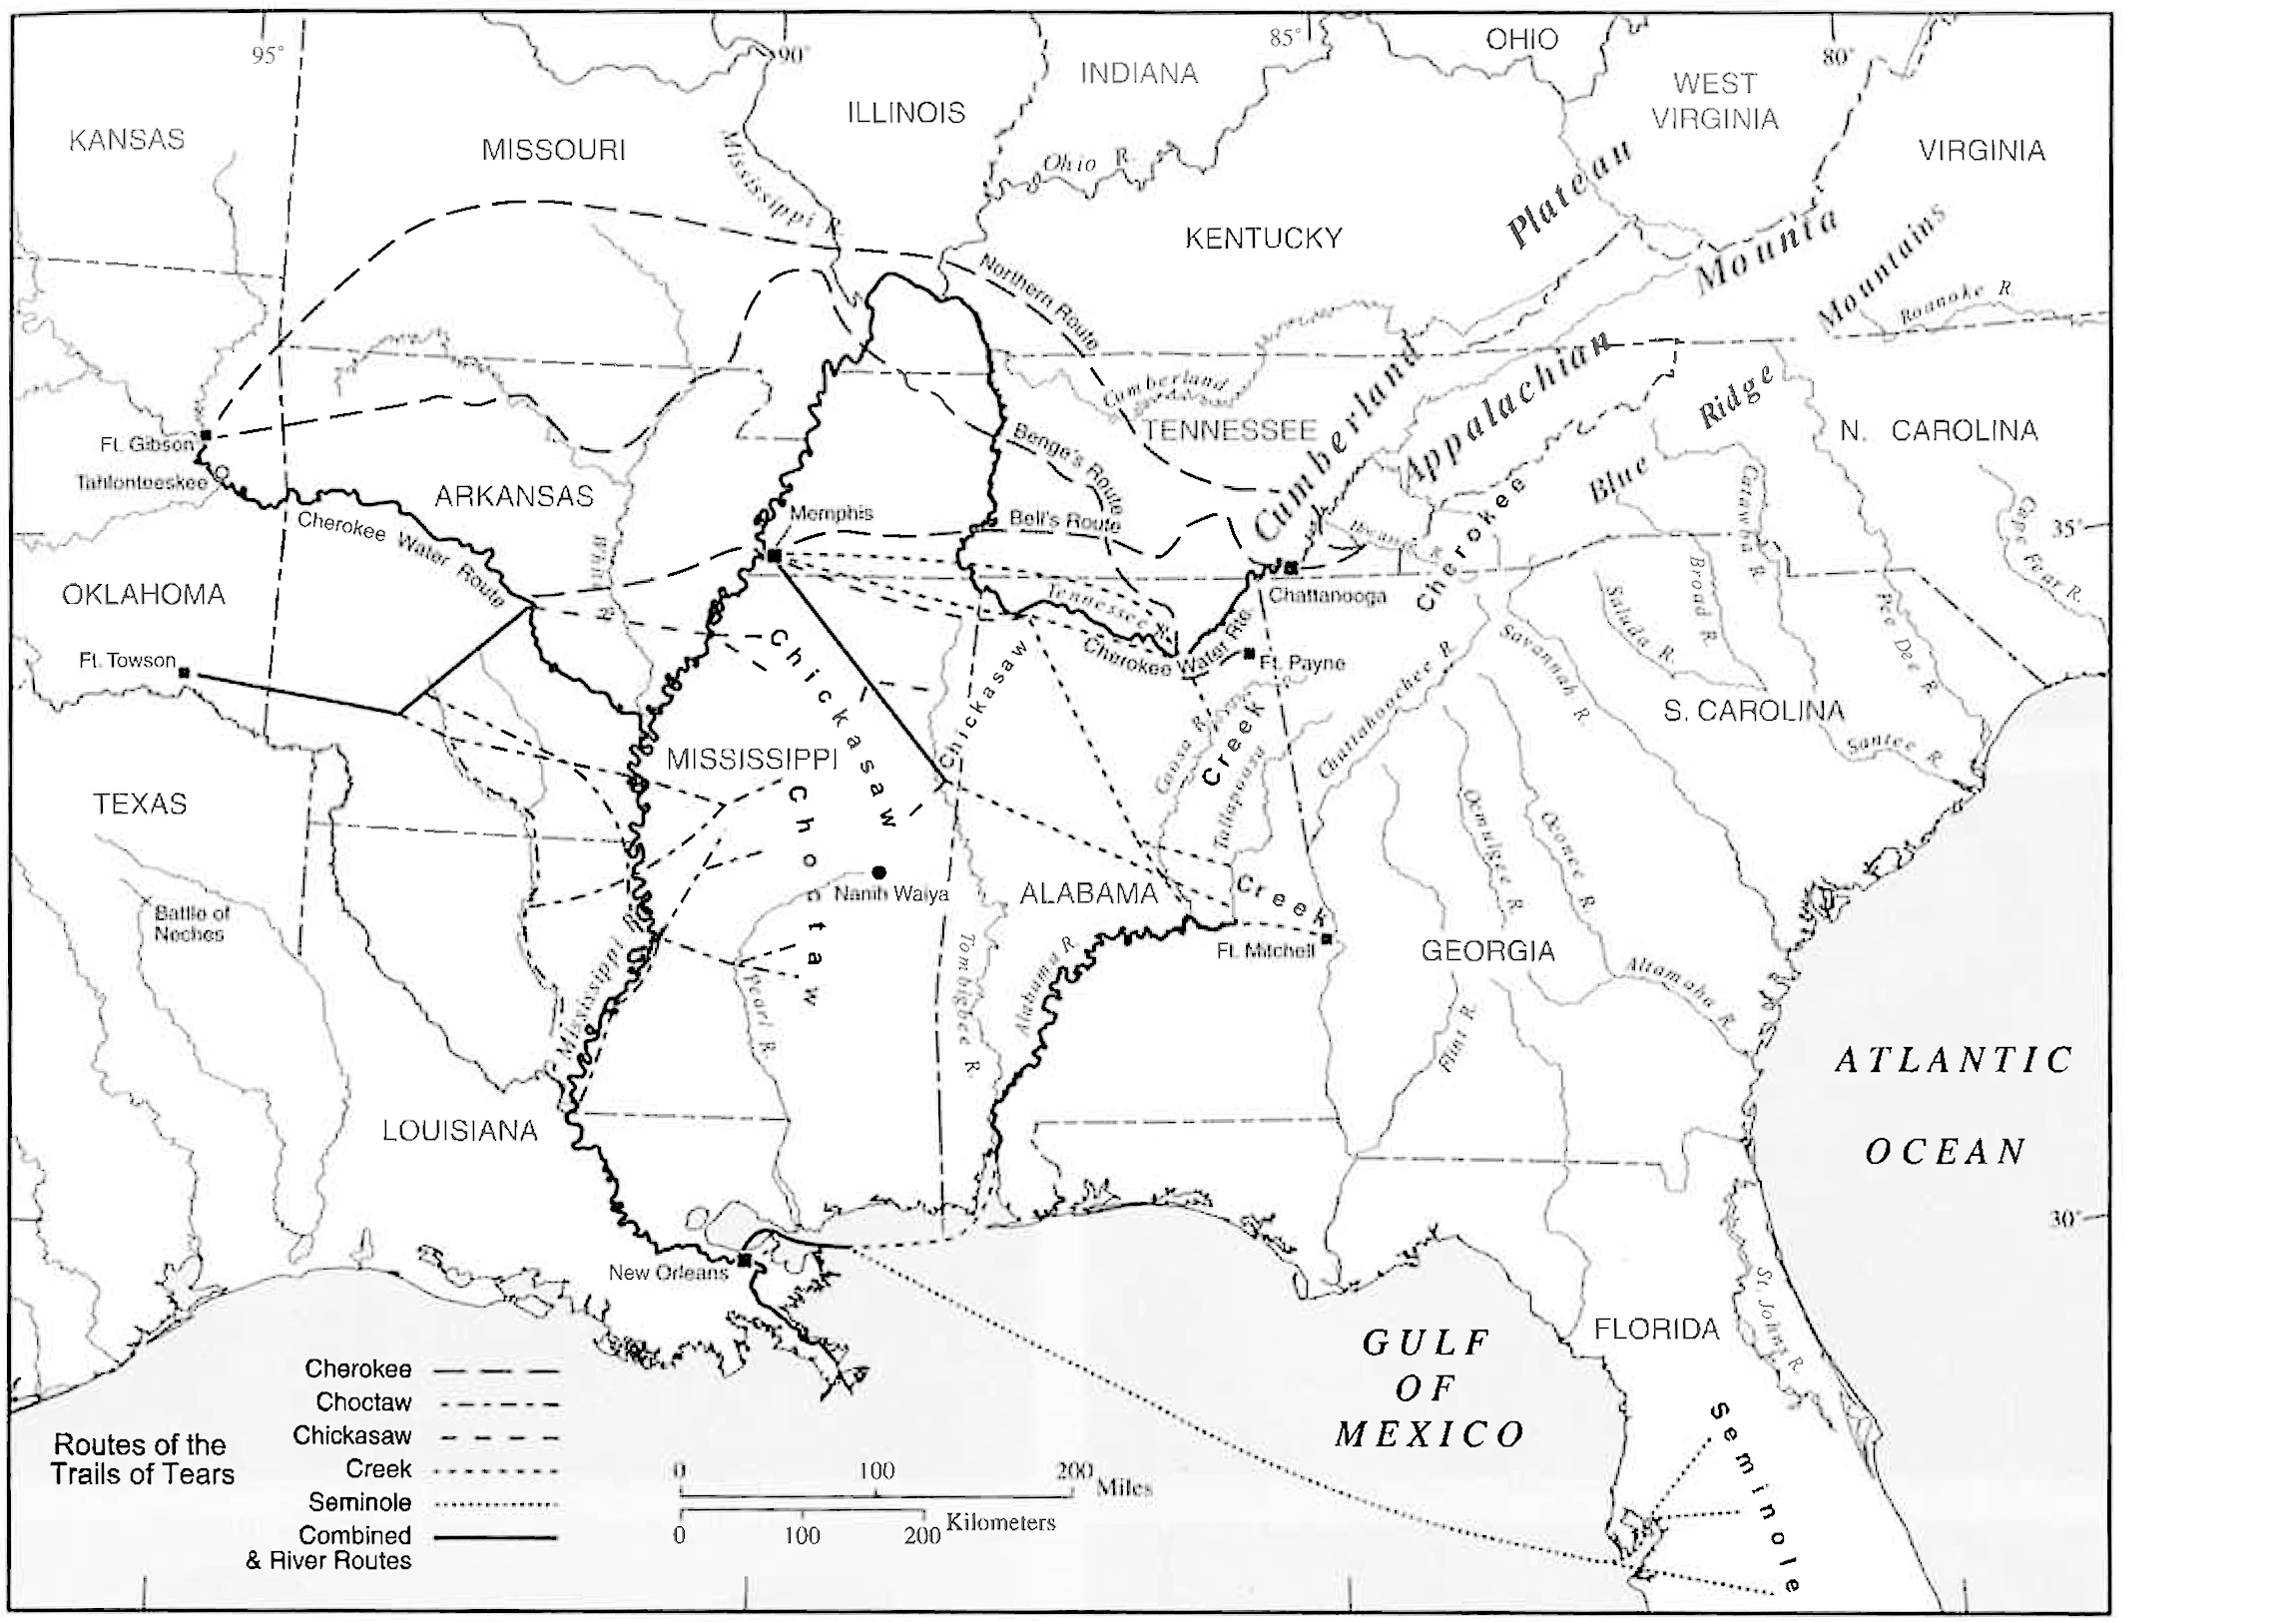 95°
90°
85°
80°
OHIO
INDIANA
ILLINOIS
WEST
VIRGINIA
KANSAS
MISSOURI
VIRGINIA
Mississippi R.
Ohio R.
Plateau
KENTUCKY
Mounta
Mountains
Northern Route
Roanoke R.
Cumberland
Cumberland
Appalachian
Ridge
TENNESSEE
N. CAROLINA
Ft. Gibson
Benge's Route
Tahlonteeskee
ARKANSAS
Blue
Catawba R.
Memphis
Bell's Route
Cherokee
Cape Fear R.
35°
Cherokee Water Route
White
R.
OKLAHOMA
Tennessee R.
Chattanooga
Saluda R.
Broad R.
Pee Dee R.
Cherokee Water Rte.
Ft. Towson
Ft. Payne
Chickasaw
Chickasaw
Chattahoochee R.
Savannah R.
S. CAROLINA
Coosa R.
Creek
Tallapoosa
Santee R.
MISSISSIPPI
TEXAS
Choctaw
Ocmulgee R.
Oconee R.
Nanih Waiya
ALABAMA
Creek
Battle of
Neches
Ft. Mitchell
GEORGIA
Mississippi R.
Pearl R.
Tombigbee R.
Alabama R.
Altamaha R.
Flint R.
ATLANTIC
OCEAN
LOUISIANA
30°
New Orleans
St. Johns R.
FLORIDA
GULF
OF
MEXICO
Seminole
Routes of the
Trails of Tears
Cherokee
Choctaw
Chickasaw
Creek
Seminole
Combined
& River Routes
0 100 200 Miles
0 100 200 Kilometers